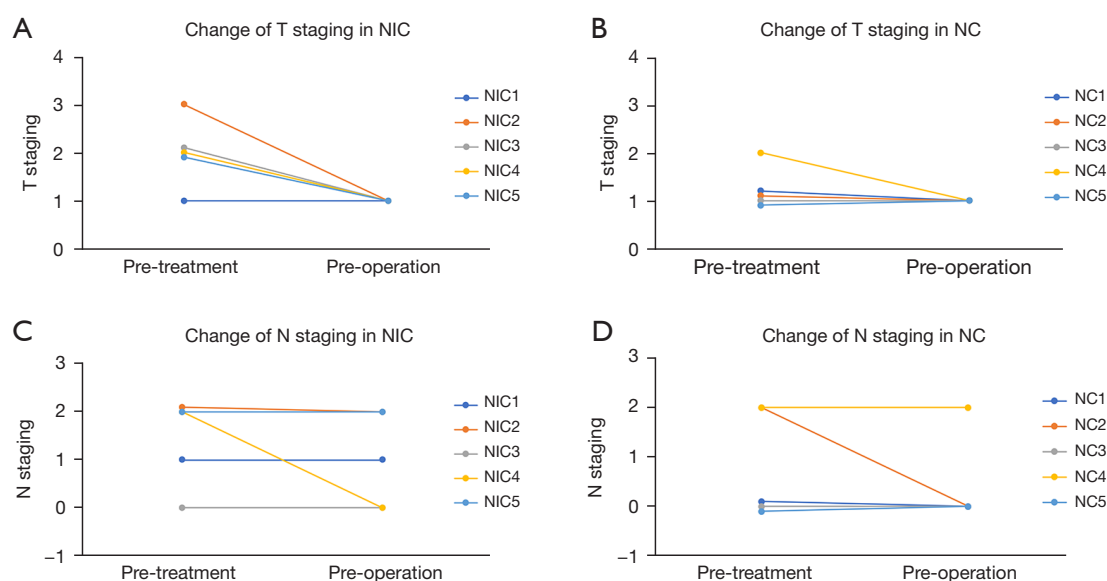 A
Change of T staging in NIC
4
3
2
1
0
T staging
Pre-treatment
Pre-operation
NIC1
NIC2
NIC3
NIC4
NIC5
B
Change of T staging in NC
4
3
2
1
0
T staging
Pre-treatment
Pre-operation
NC1
NC2
NC3
NC4
NC5
C
Change of N staging in NIC
3
2
1
0
−1
N staging
Pre-treatment
Pre-operation
NIC1
NIC2
NIC3
NIC4
NIC5
D
Change of N staging in NC
3
2
1
0
−1
N staging
Pre-treatment
Pre-operation
NC1
NC2
NC3
NC4
NC5